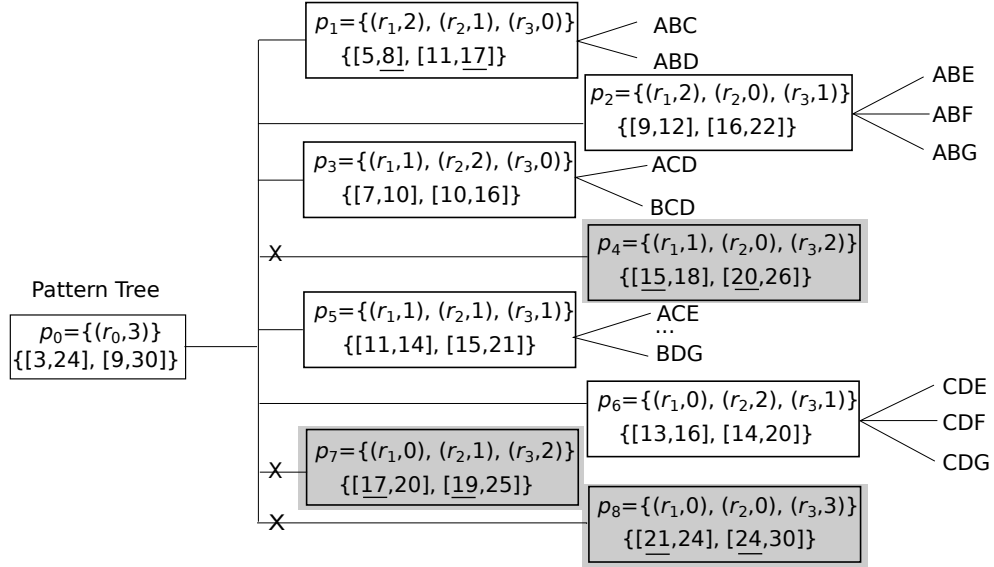 p₁={(r₁,2), (r₂,1), (r₃,0)}
{[5,8], [11,17]}
ABC
ABD
p₂={(r₁,2), (r₂,0), (r₃,1)}
{[9,12], [16,22]}
ABE
ABF
ABG
p₃={(r₁,1), (r₂,2), (r₃,0)}
{[7,10], [10,16]}
ACD
BCD
X
p₄={(r₁,1), (r₂,0), (r₃,2)}
{[15,18], [20,26]}
Pattern Tree
p₀={(r₀,3)}
{[3,24], [9,30]}
p₅={(r₁,1), (r₂,1), (r₃,1)}
{[11,14], [15,21]}
ACE
...
BDG
p₆={(r₁,0), (r₂,2), (r₃,1)}
{[13,16], [14,20]}
CDE
CDF
CDG
X
p₇={(r₁,0), (r₂,1), (r₃,2)}
{[17,20], [19,25]}
X
p₈={(r₁,0), (r₂,0), (r₃,3)}
{[21,24], [24,30]}